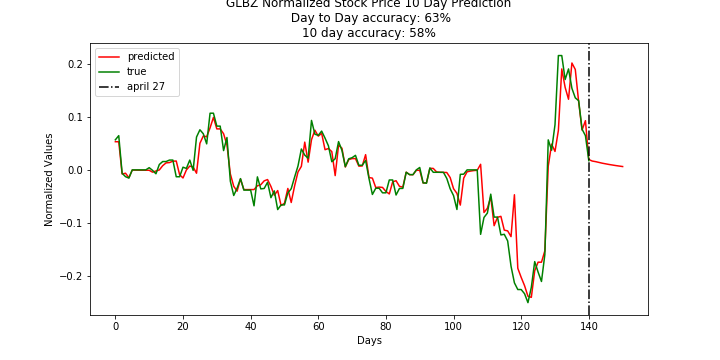 GLBZ Normalized Stock Price 10 Day Prediction
Day to Day accuracy: 63%
10 day accuracy: 58%
predicted
true
april 27
Normalized Values
0.2
0.1
0.0
−0.1
−0.2
0 20 40 60 80 100 120 140
Days